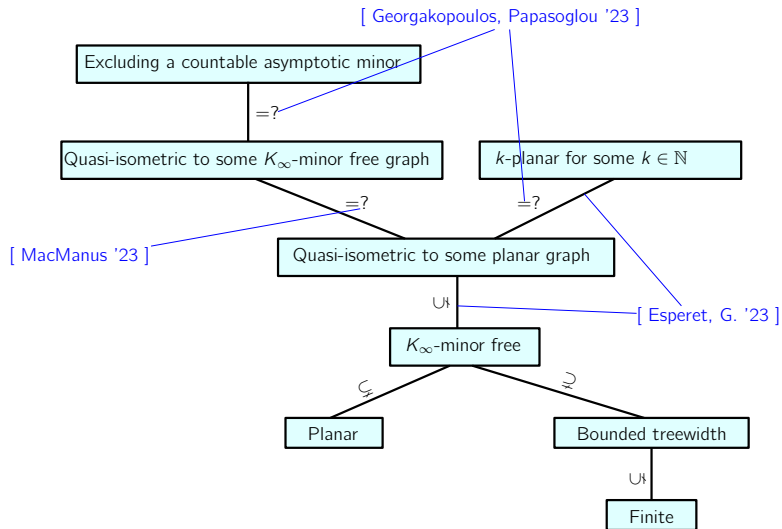 [ Georgakopoulos, Papasoglou '23 ]
Excluding a countable asymptotic minor
=?
Quasi-isometric to some K∞-minor free graph
k-planar for some k ∈ ℕ
=?
=?
[ MacManus '23 ]
Quasi-isometric to some planar graph
⊊
[ Esperet, G. '23 ]
K∞-minor free
⊊
⊋
Planar
Bounded treewidth
⊊
Finite